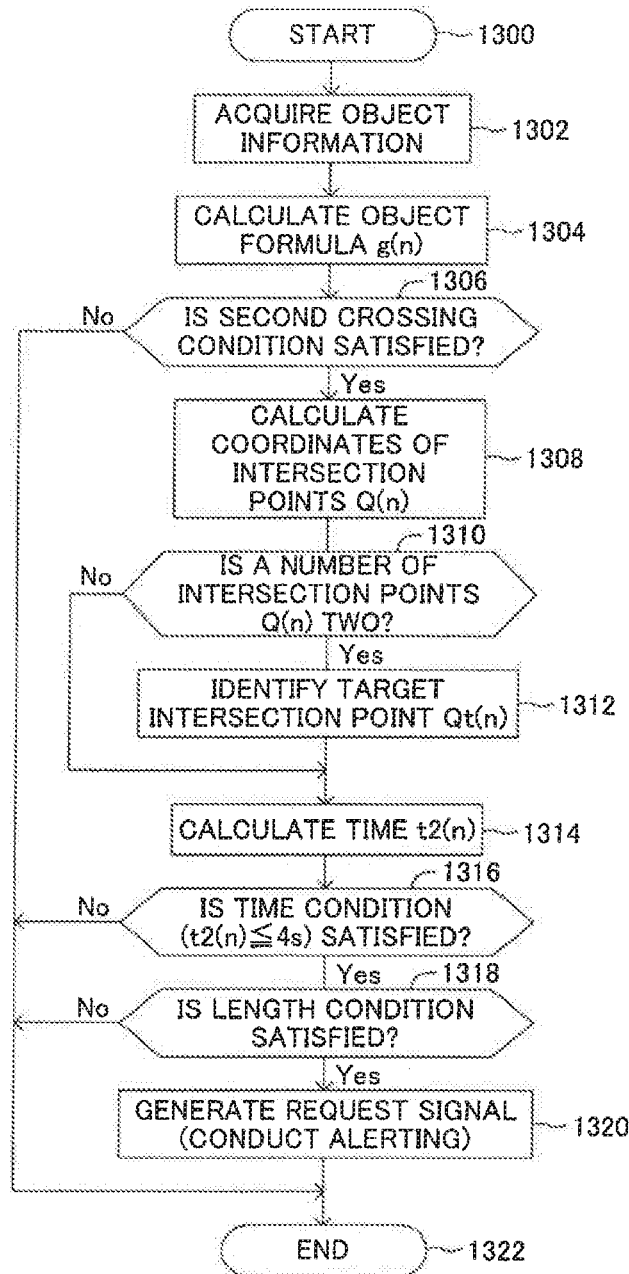 START
1300
ACQUIRE OBJECT
INFORMATION
1302
CALCULATE OBJECT
FORMULA g(n)
1304
1306
No
IS SECOND CROSSING
CONDITION SATISFIED?
Yes
CALCULATE
COORDINATES OF
INTERSECTION
POINTS Q(n)
1308
1310
No
IS A NUMBER OF
INTERSECTION POINTS
Q(n) TWO?
Yes
IDENTIFY TARGET
INTERSECTION POINT Qt(n)
1312
CALCULATE TIME t2(n)
1314
1316
No
IS TIME CONDITION
(t2(n)≦4s) SATISFIED?
Yes
1318
No
IS LENGTH CONDITION
SATISFIED?
Yes
GENERATE REQUEST SIGNAL
(CONDUCT ALERTING)
1320
END
1322